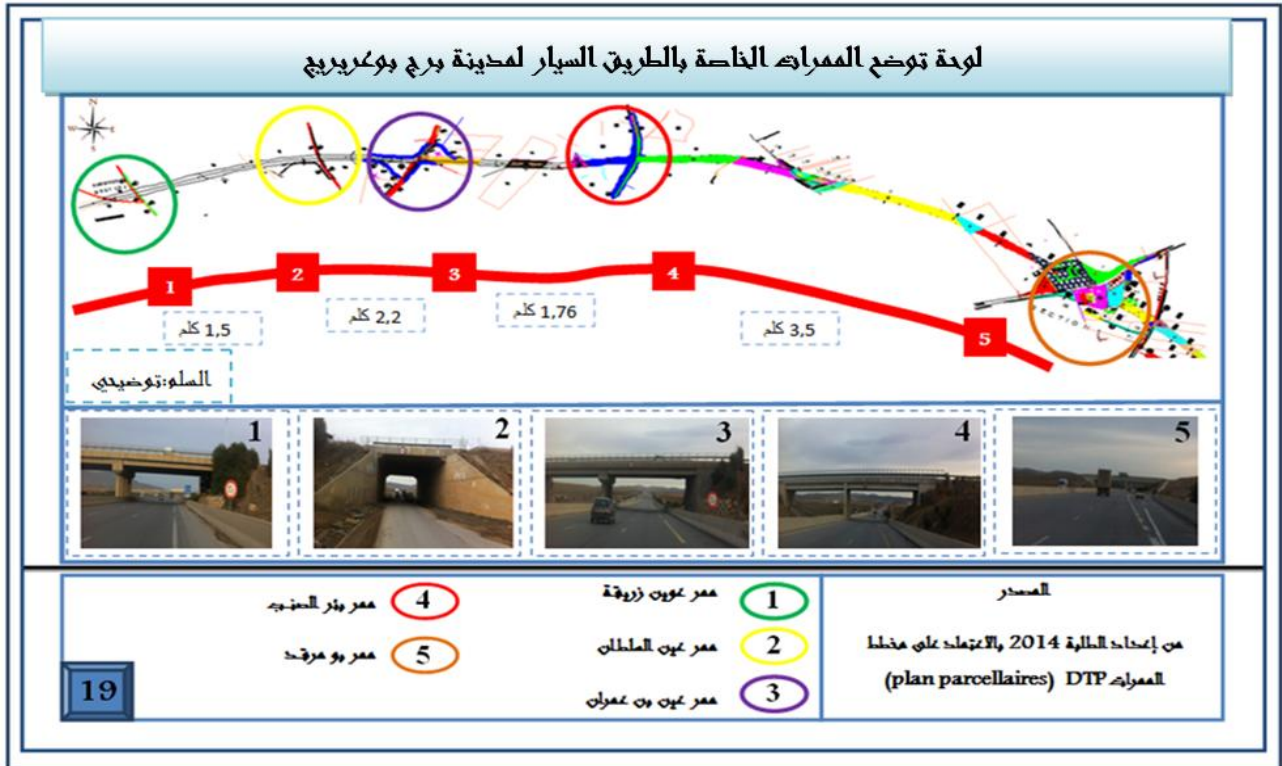 لوحة توضح الممرات الخاصة بالطريق السيار لمدينة برج بوعريريج
N
W
E
S
1
2
3
4
5
1,5 كلم
2,2 كلم
1,76 كلم
3,5 كلم
السلم:توضيحي
1
2
3
4
5
المصدر
من إعداد الطلبة 2014 بالاعتماد على مخطط
الممرات DTP (plan parcellaires)
1 ممر عوين زريقة
2 ممر عين السلطان
3 ممر عين بن عمران
4 ممر بئر الصنب
5 ممر بو مرقد
19